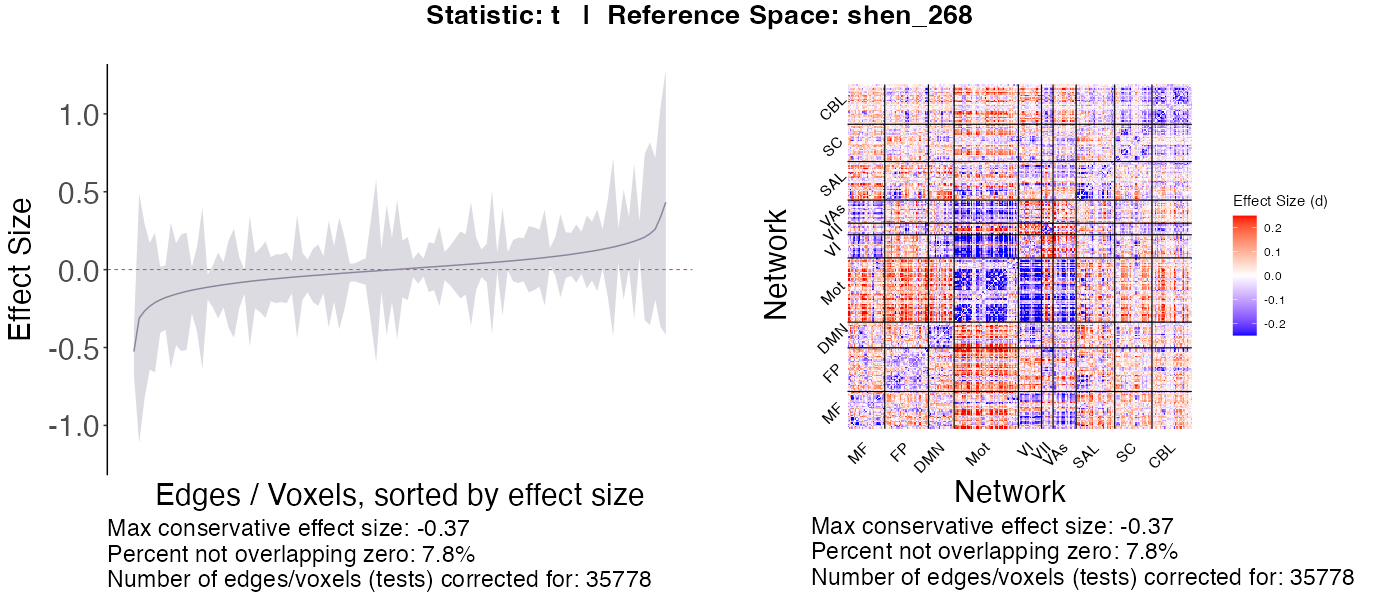 Statistic: t | Reference Space: shen_268
Effect Size
1.0
0.5
0.0
-0.5
-1.0
Edges / Voxels, sorted by effect size
Max conservative effect size: -0.37
Percent not overlapping zero: 7.8%
Number of edges/voxels (tests) corrected for: 35778
Network
CBL
SC
SAL
VAs
VII
VI
Mot
DMN
FP
MF
MF FP DMN Mot VI VII VAs SAL SC CBL
Network
Effect Size (d)
0.2
0.1
0.0
-0.1
-0.2
Max conservative effect size: -0.37
Percent not overlapping zero: 7.8%
Number of edges/voxels (tests) corrected for: 35778